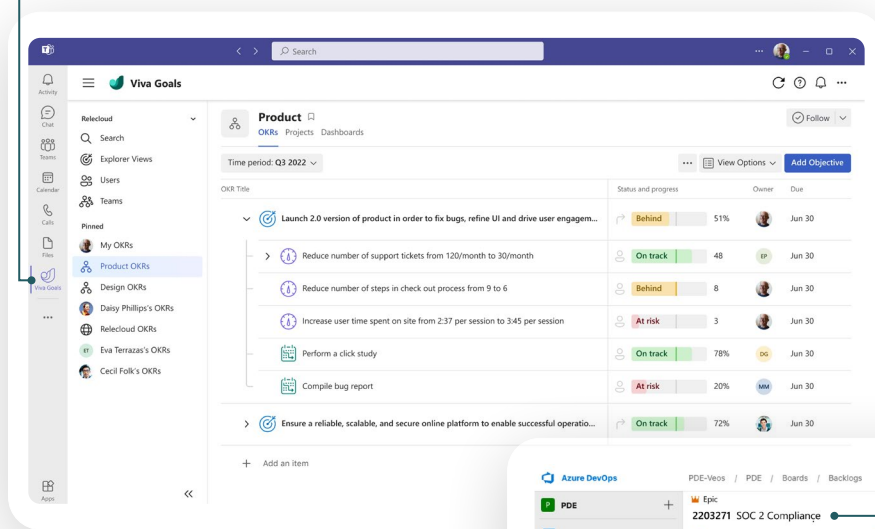 Search
Activity
Viva Goals
Chat
Relecloud
Product
Follow
Search
OKRs Projects Dashboards
Teams
Explorer Views
Time period: Q3 2022
View Options
Add Objective
Calendar
Users
Teams
OKR Title
Status and progress
Owner
Due
Calls
Pinned
Launch 2.0 version of product in order to fix bugs, refine UI and drive user engagem...
Behind
51%
Jun 30
Files
My OKRs
Reduce number of support tickets from 120/month to 30/month
On track
48
EP
Jun 30
Product OKRs
Viva Goals
Design OKRs
Reduce number of steps in check out process from 9 to 6
Behind
8
Jun 30
Daisy Phillips's OKRs
Relecloud OKRs
Increase user time spent on site from 2:37 per session to 3:45 per session
At risk
3
Jun 30
ET
Eva Terrazas's OKRs
Perform a click study
On track
78%
DG
Jun 30
Cecil Folk's OKRs
Compile bug report
At risk
20%
MM
Jun 30
Ensure a reliable, scalable, and secure online platform to enable successful operatio...
On track
72%
Jun 30
Add an item
Apps
Azure DevOps
PDE-Veos / PDE / Boards / Backlogs
P
PDE
Epic
2203271 SOC 2 Compliance